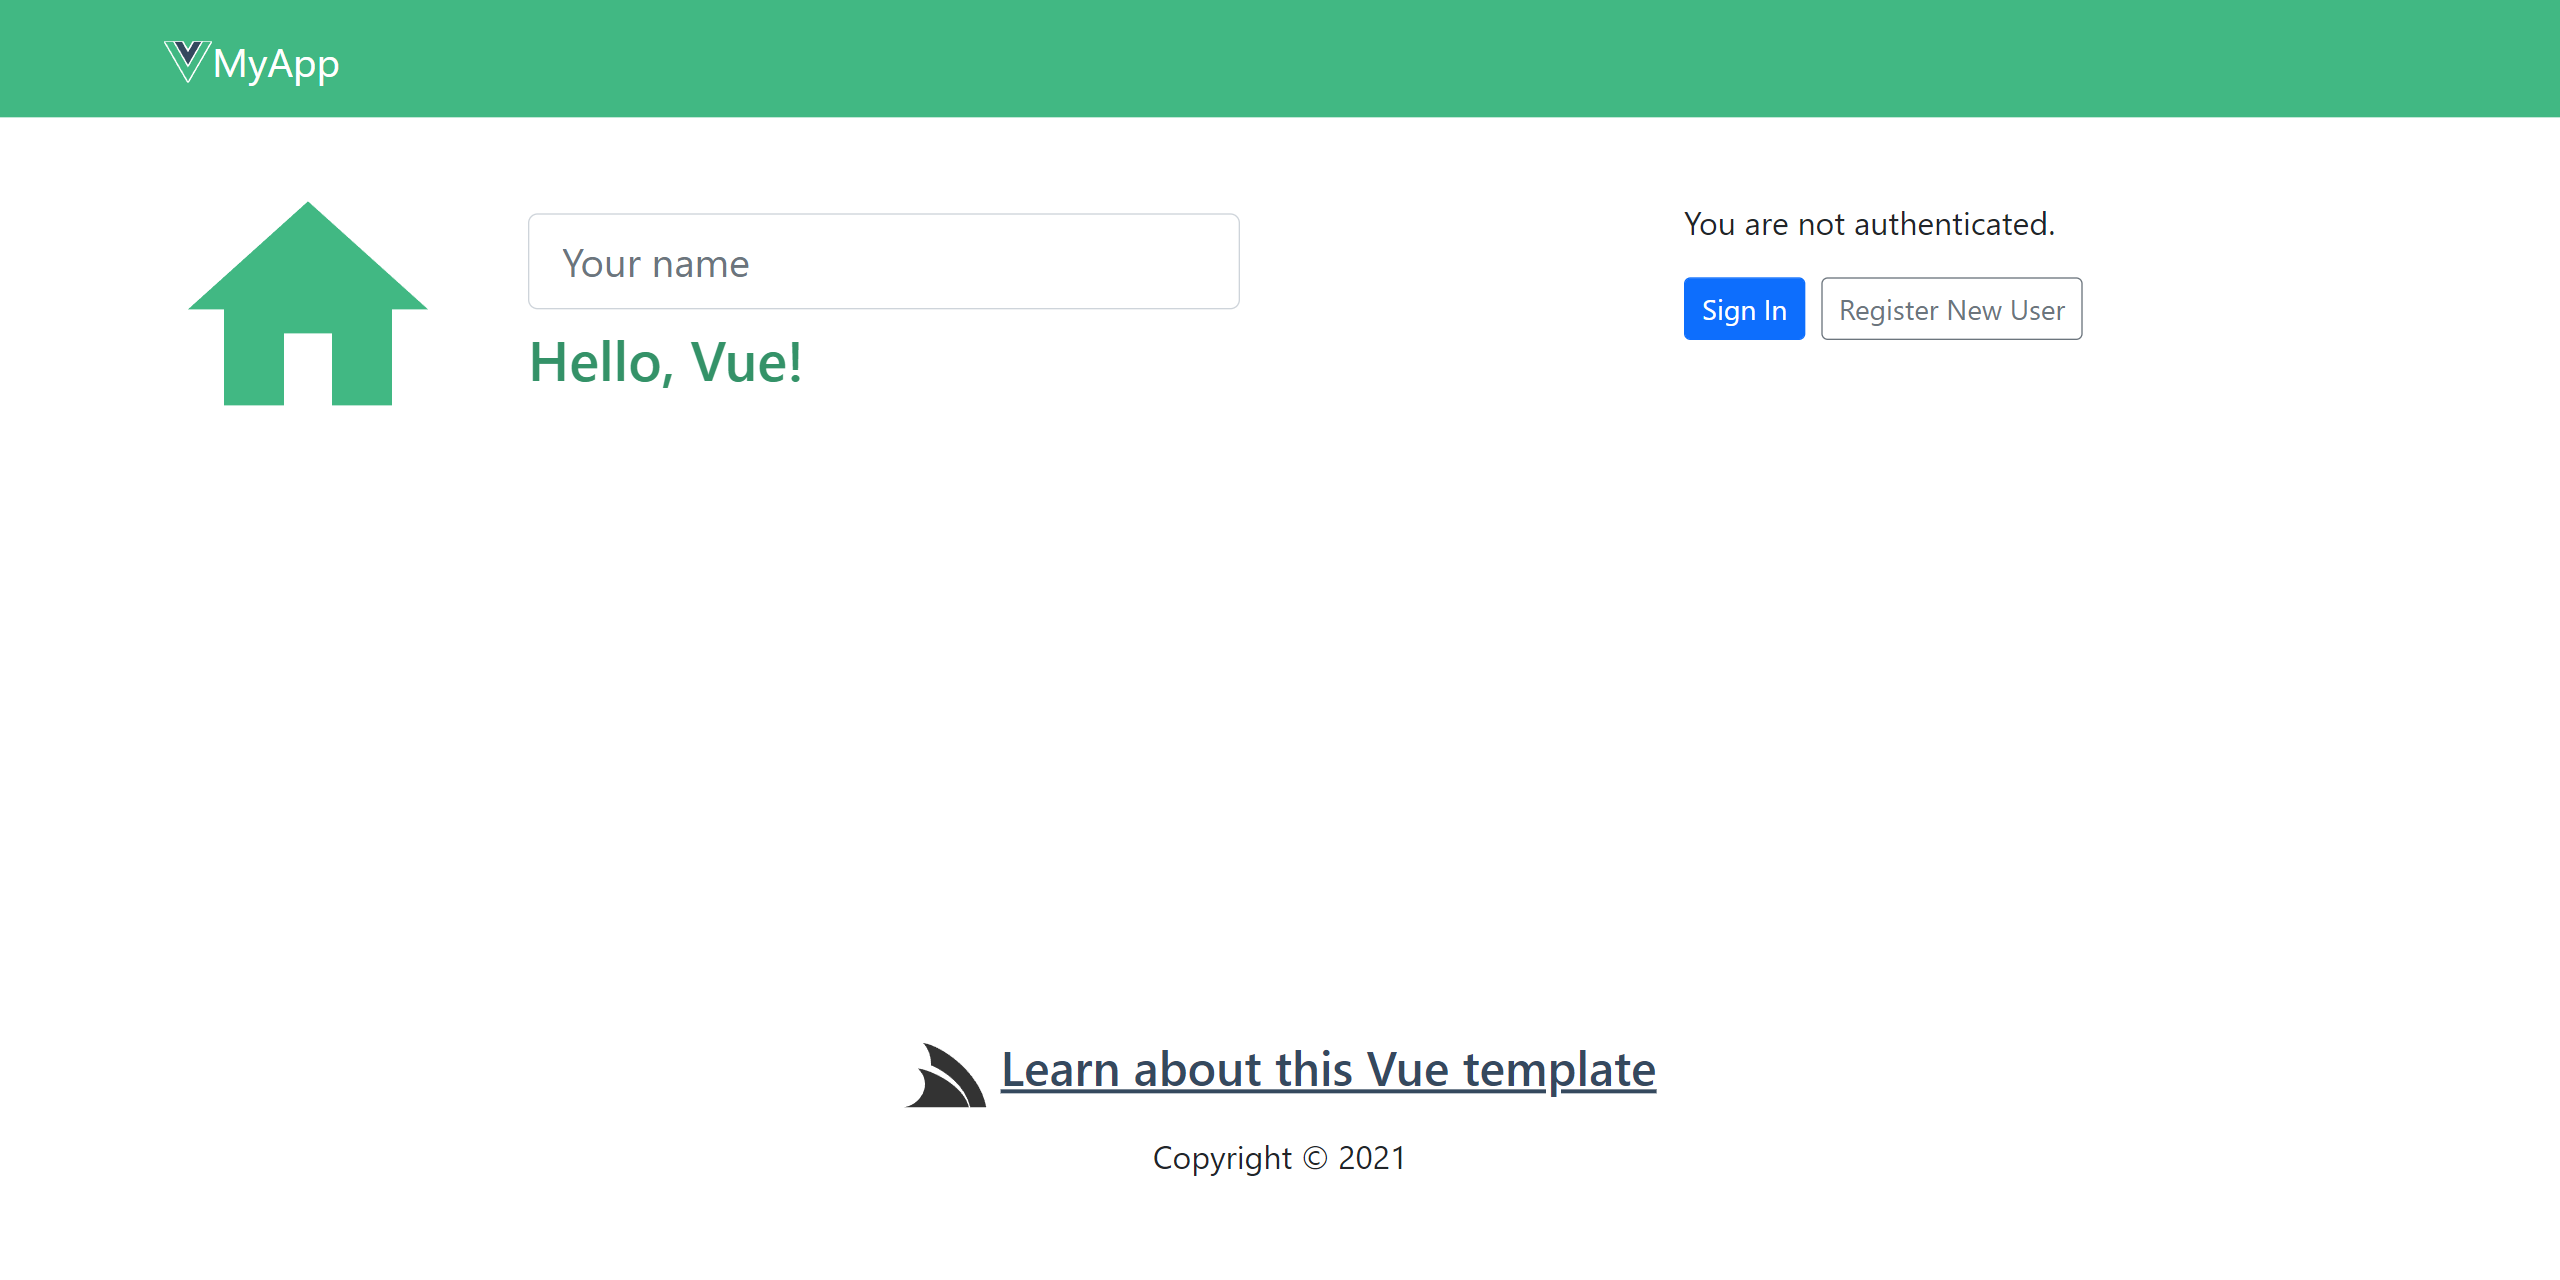 MyApp
Your name
Hello, Vue!
You are not authenticated.
Sign In
Register New User
Learn about this Vue template
Copyright © 2021